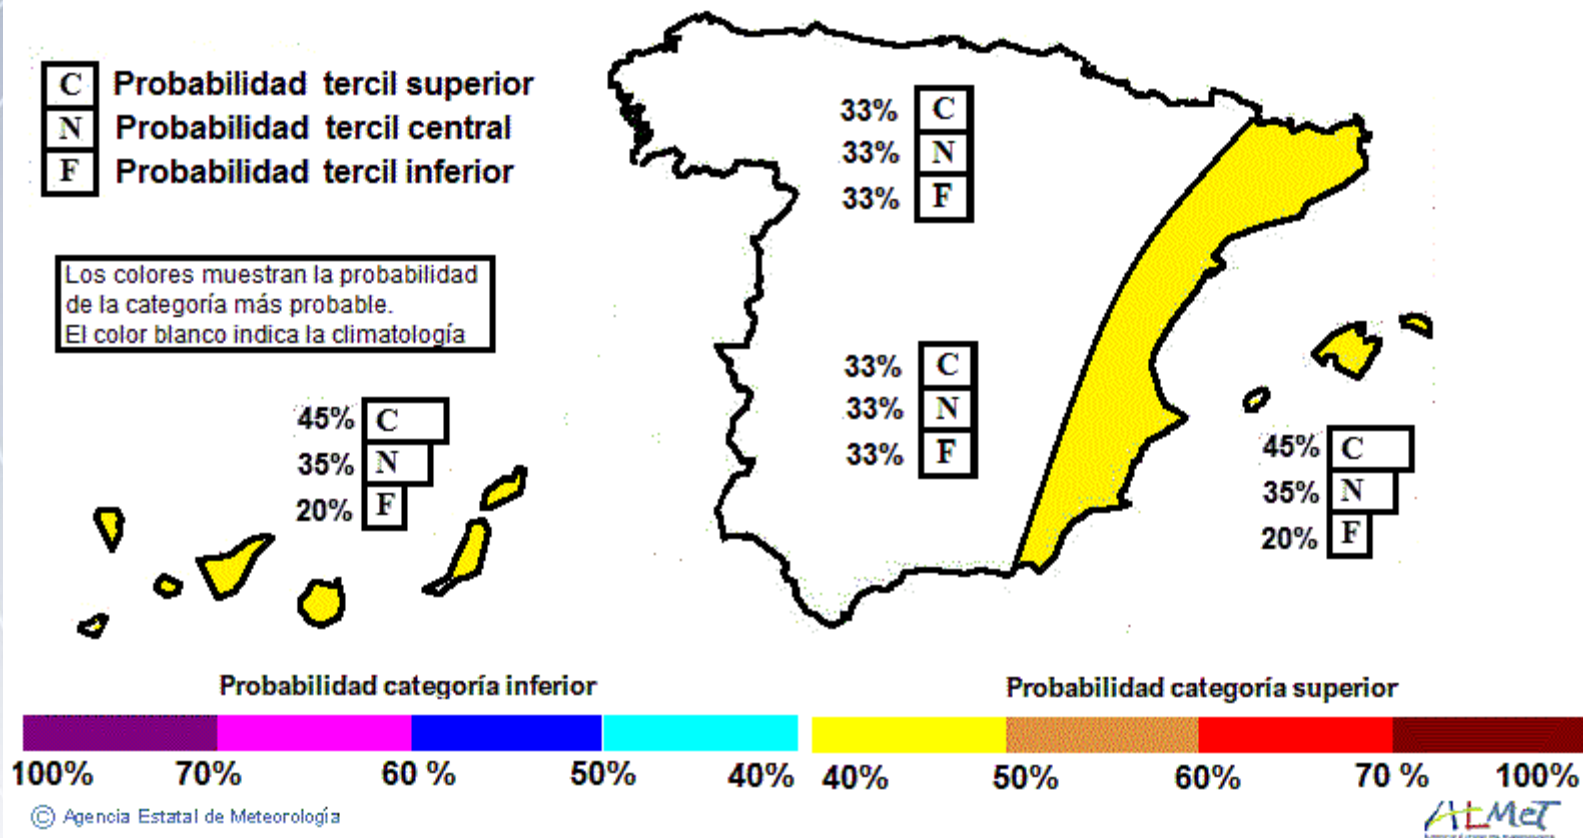 C Probabilidad tercil superior
N Probabilidad tercil central
F Probabilidad tercil inferior
Los colores muestran la probabilidad
de la categoría más probable.
El color blanco indica la climatología
33% C
33% N
33% F
33% C
33% N
33% F
45% C
35% N
20% F
45% C
35% N
20% F
Probabilidad categoría inferior
Probabilidad categoría superior
100% 70% 60 % 50% 40% 40% 50% 60% 70 % 100%
© Agencia Estatal de Meteorología